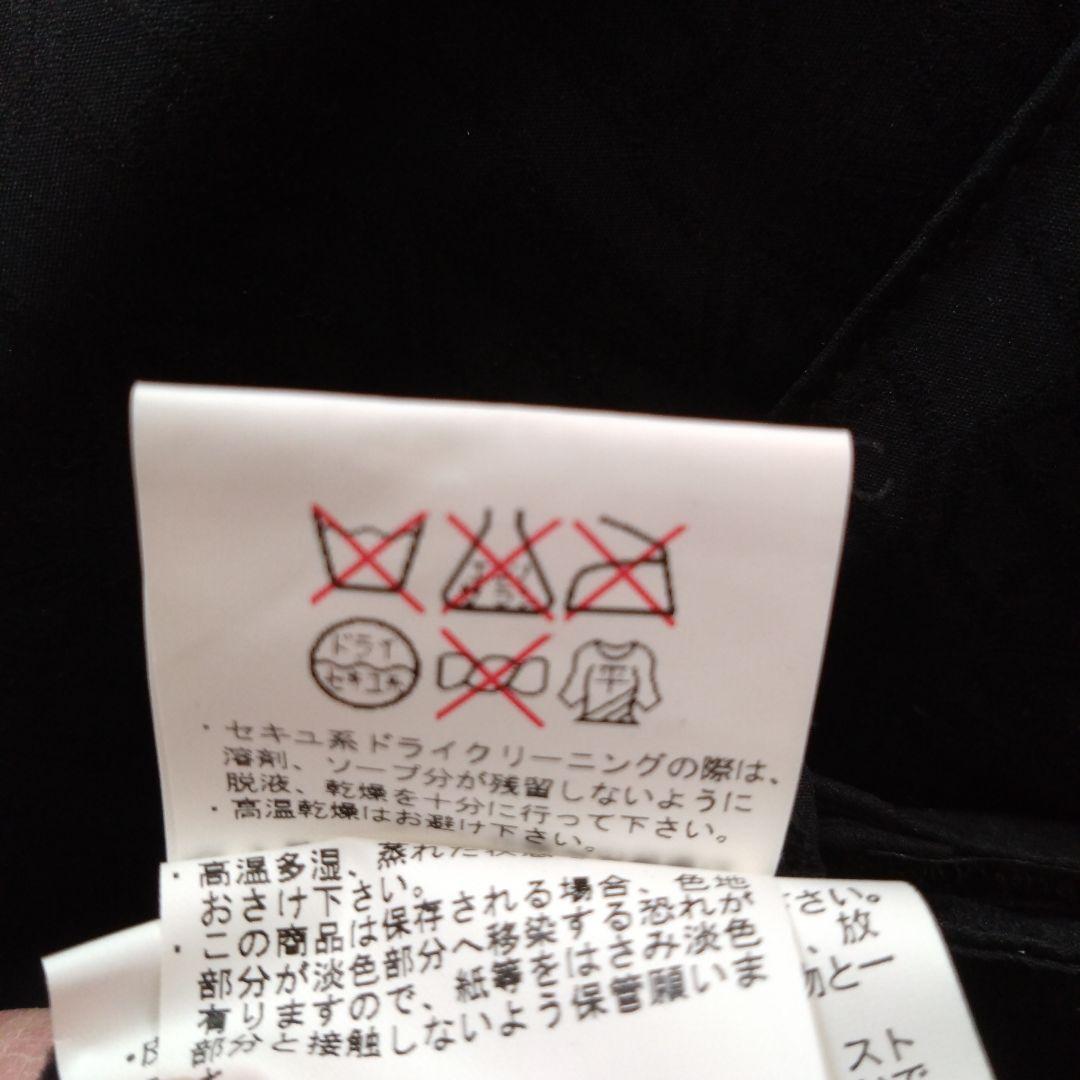 ドライ
セキユ系
平
・セキユ系ドライクリーニングの際は、
溶剤、ソープ分が残留しないように
脱液、乾燥を十分に行って下さい。
・高温乾燥はお避け下さい。
・高温多湿、蒸れた
おさけ下さい。
・この商品は保存される場合、色地
部分が淡色部分へ移染する恐れが
有りますので、紙等をはさみ淡色
部分と接触しないよう保管願いま
さい。
、放
物と一
スト